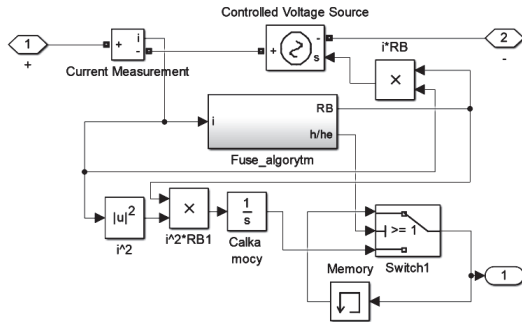 Controlled Voltage Source
1
+
i
+
-
Current Measurement
+
-
s
i*RB
×
2
-
i
RB
h/he
Fuse_algorytm
|u|²
i^2
×
i^2*RB1
1
s
Calka
mocy
>= 1
Switch1
Memory
1